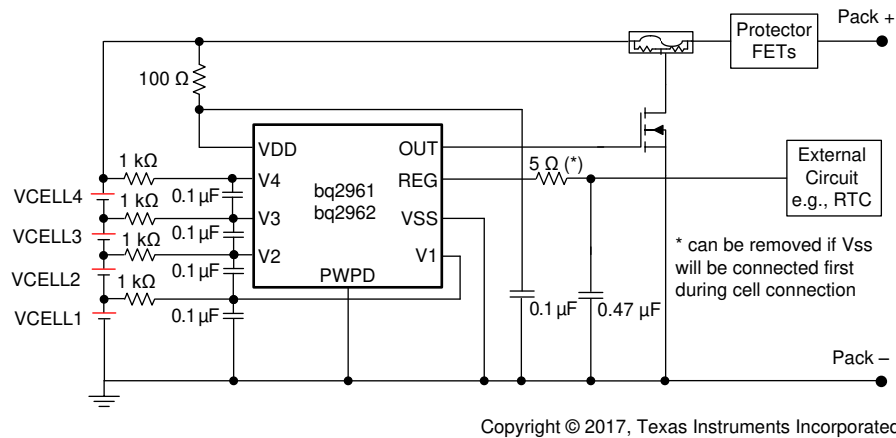 Pack +
Protector
FETs
100 Ω
VDD
OUT
1 kΩ
5 Ω (*)
External
Circuit
e.g., RTC
V4
REG
bq2961
bq2962
VCELL4
0.1 µF
1 kΩ
V3
VSS
VCELL3
0.1 µF
1 kΩ
V2
V1
* can be removed if Vss
will be connected first
during cell connection
VCELL2
0.1 µF
PWPD
1 kΩ
VCELL1
0.1 µF
0.1 µF
0.47 µF
Pack –
Copyright © 2017, Texas Instruments Incorporated